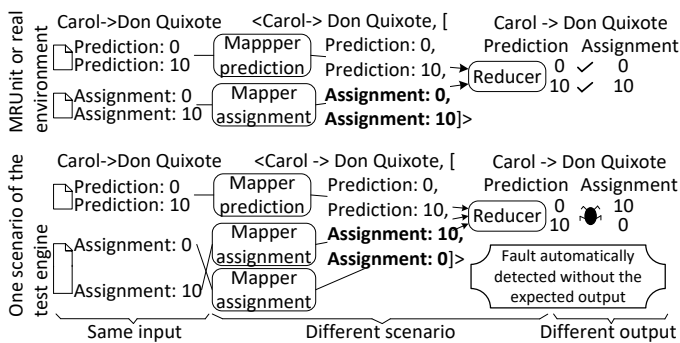 MRUnit or real
environment
Carol->Don Quixote <Carol-> Don Quixote, [ Carol -> Don Quixote
Prediction: 0
Prediction: 10
Mappper
prediction
Prediction: 0,
Prediction: 10,
Assignment: 0
Assignment: 10
Mapper
assignment
Assignment: 0,
Assignment: 10]>
Reducer
Prediction Assignment
0 ✓ 0
10 ✓ 10
One scenario of the
test engine
Carol->Don Quixote <Carol -> Don Quixote, [ Carol -> Don Quixote
Prediction: 0
Prediction: 10
Mapper
prediction
Prediction: 0,
Prediction: 10,
Assignment: 0
Assignment: 10
Mapper
assignment
Mapper
assignment
Assignment: 10,
Assignment: 0]>
Reducer
Prediction Assignment
0 10
10 0
Fault automatically
detected without the
expected output
Same input Different scenario Different output